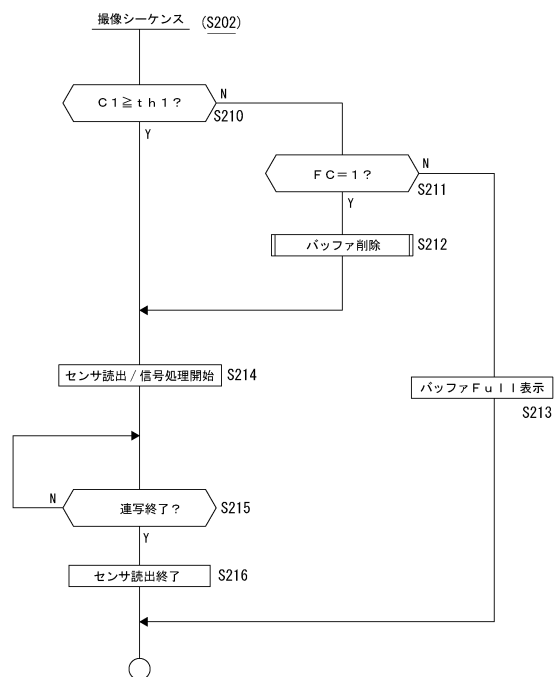 撮像シーケンス (S202)
C1≧th1?
N
S210
Y
FC=1?
N
S211
Y
バッファ削除 S212
センサ読出/信号処理開始 S214
バッファFull表示
S213
N
連写終了? S215
Y
センサ読出終了 S216